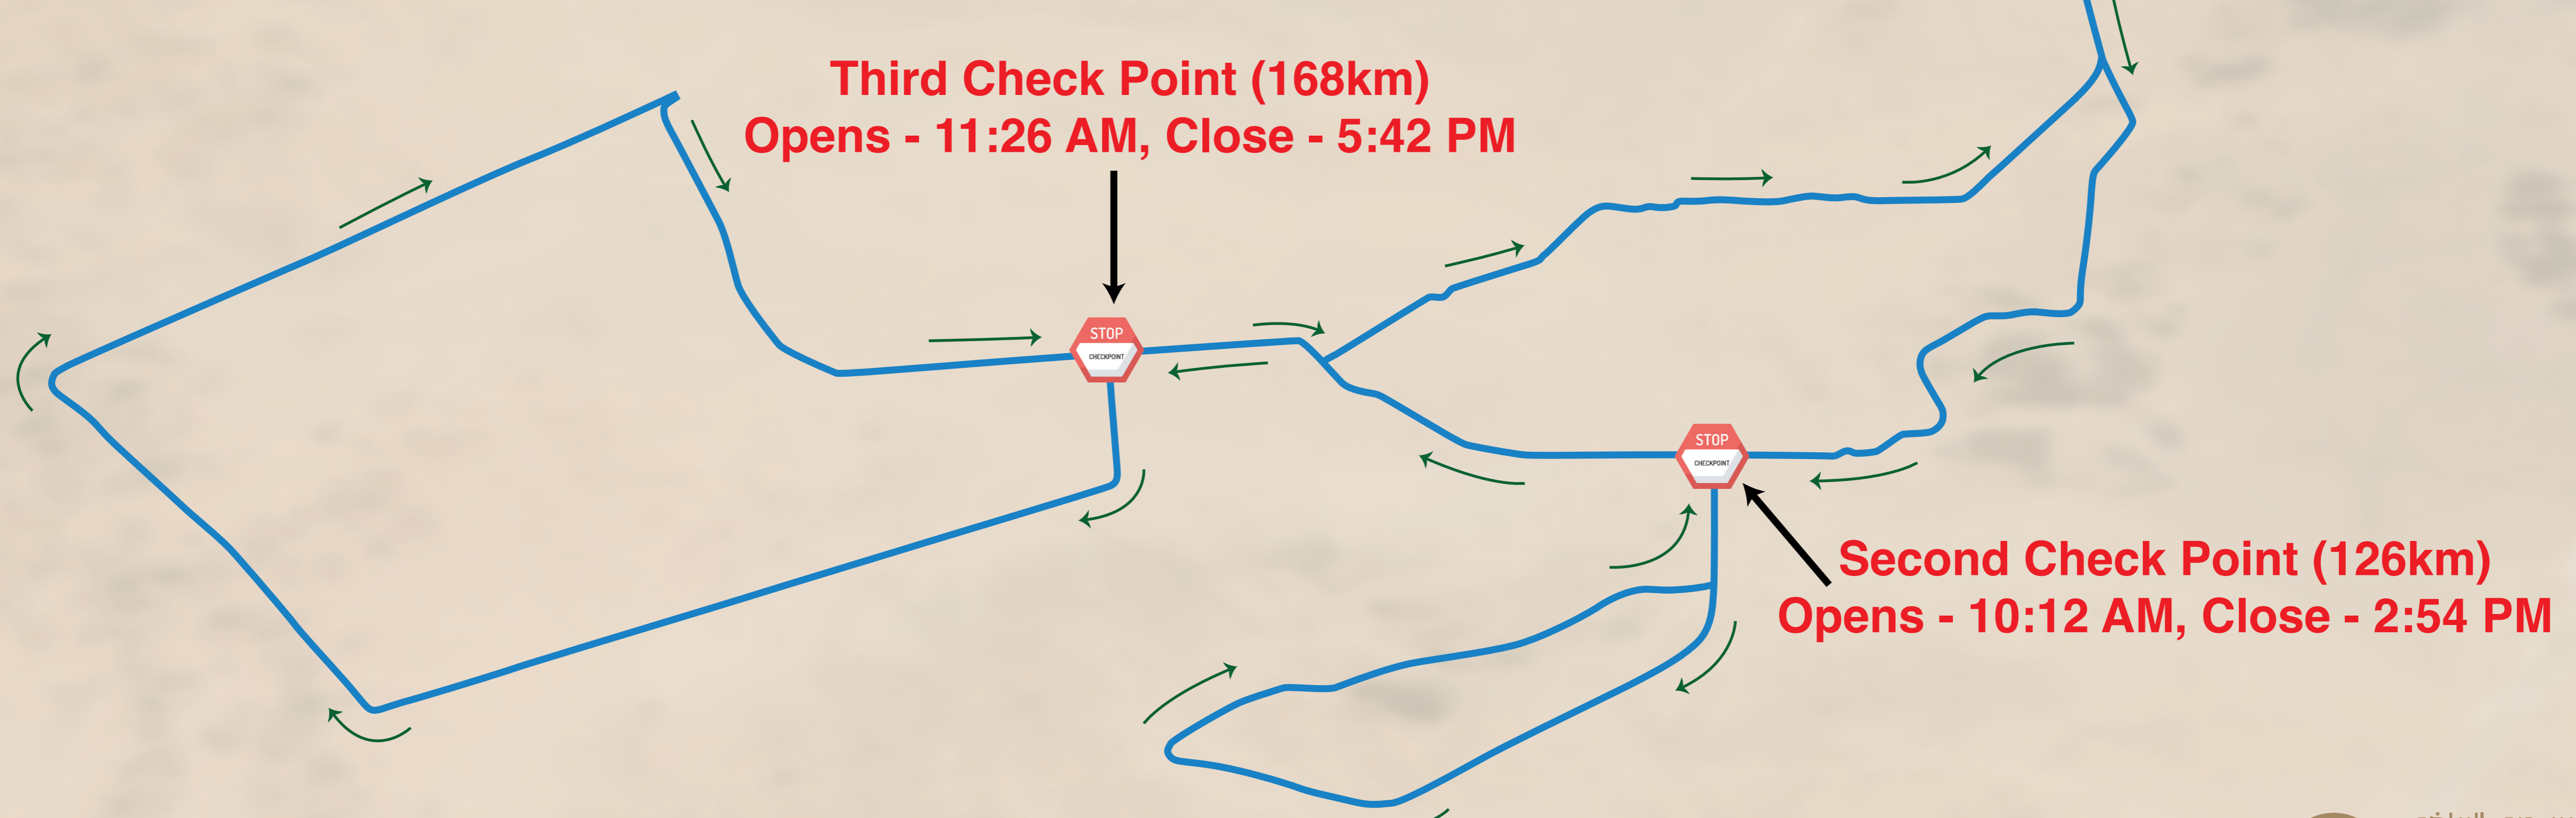 Third Check Point (168km)
Opens - 11:26 AM, Close - 5:42 PM
STOP
CHECKPOINT
STOP
CHECKPOINT
Second Check Point (126km)
Opens - 10:12 AM, Close - 2:54 PM